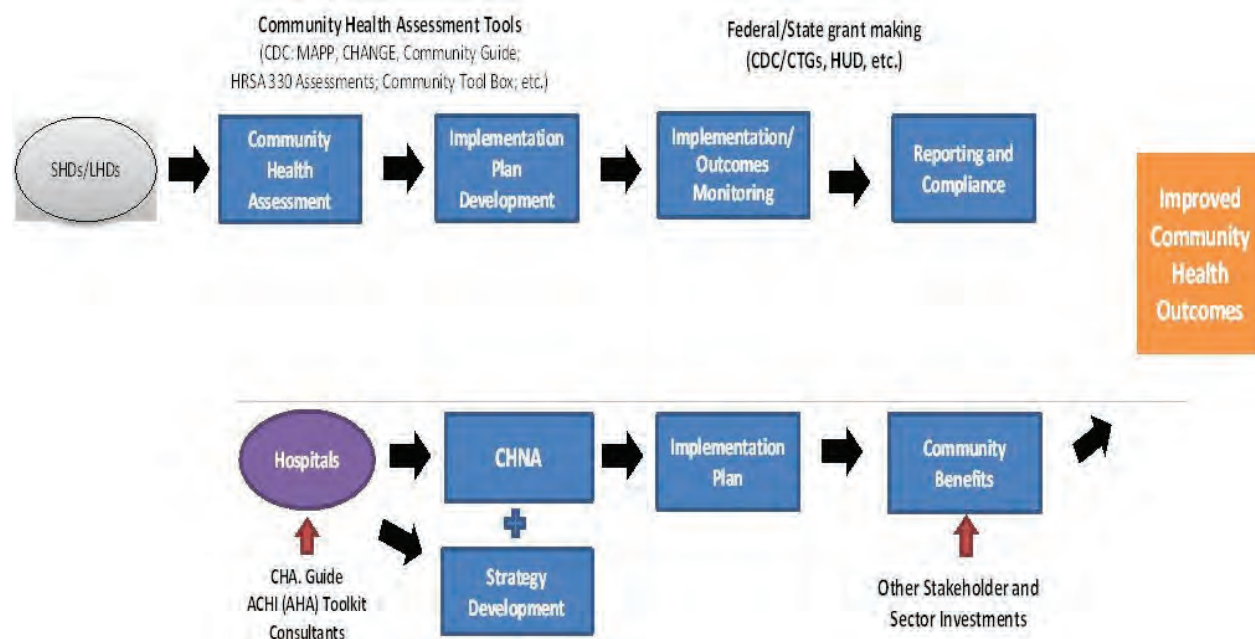 Community Health Assessment Tools
(CDC: MAPP, CHANGE, Community Guide;
HRSA 330 Assessments; Community Tool Box; etc.)
Federal/State grant making
(CDC/CTGs, HUD, etc.)
SHDs/LHDs
Community
Health
Assessment
Implementation
Plan
Development
Implementation/
Outcomes
Monitoring
Reporting and
Compliance
Improved
Community
Health
Outcomes
Hospitals
CHNA
Implementation
Plan
Community
Benefits
Strategy
Development
CHA. Guide
ACHI (AHA) Toolkit
Consultants
Other Stakeholder and
Sector Investments